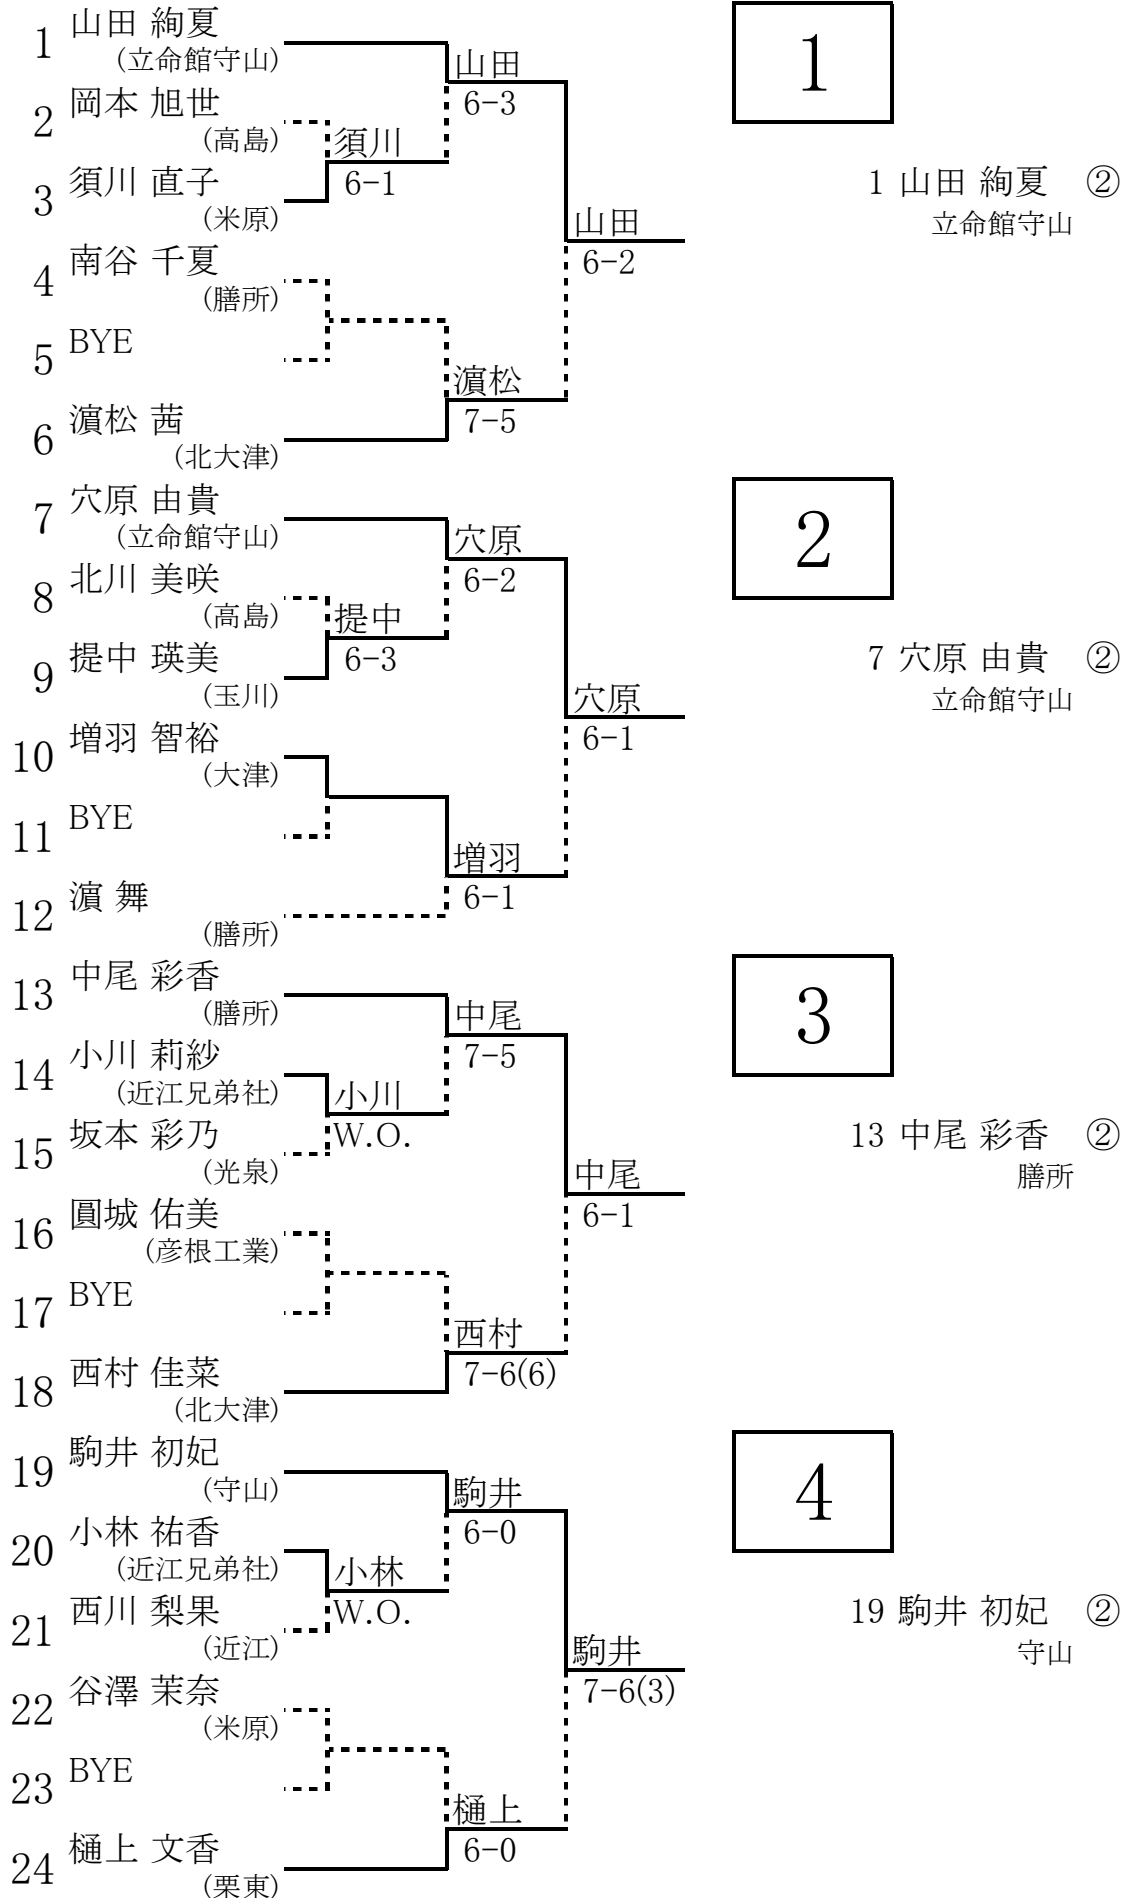 1 山田 絢夏
(立命館守山)
山田
6-3
2 岡本 旭世
(高島)
須川
6-1
3 須川 直子
(米原)
山田
6-2
4 南谷 千夏
(膳所)
5 BYE
濵松
7-5
6 濵松 茜
(北大津)
1
1 山田 絢夏 ②
立命館守山
7 穴原 由貴
(立命館守山)
穴原
6-2
8 北川 美咲
(高島)
提中
6-3
9 提中 瑛美
(玉川)
穴原
6-1
10 増羽 智裕
(大津)
11 BYE
増羽
6-1
12 濵 舞
(膳所)
2
7 穴原 由貴 ②
立命館守山
13 中尾 彩香
(膳所)
中尾
7-5
14 小川 莉紗
(近江兄弟社)
小川
W.O.
15 坂本 彩乃
(光泉)
中尾
6-1
16 圓城 佑美
(彦根工業)
17 BYE
西村
7-6(6)
18 西村 佳菜
(北大津)
3
13 中尾 彩香 ②
膳所
19 駒井 初妃
(守山)
駒井
6-0
20 小林 祐香
(近江兄弟社)
小林
W.O.
21 西川 梨果
(近江)
駒井
7-6(3)
22 谷澤 茉奈
(米原)
23 BYE
樋上
6-0
24 樋上 文香
(栗東)
4
19 駒井 初妃 ②
守山